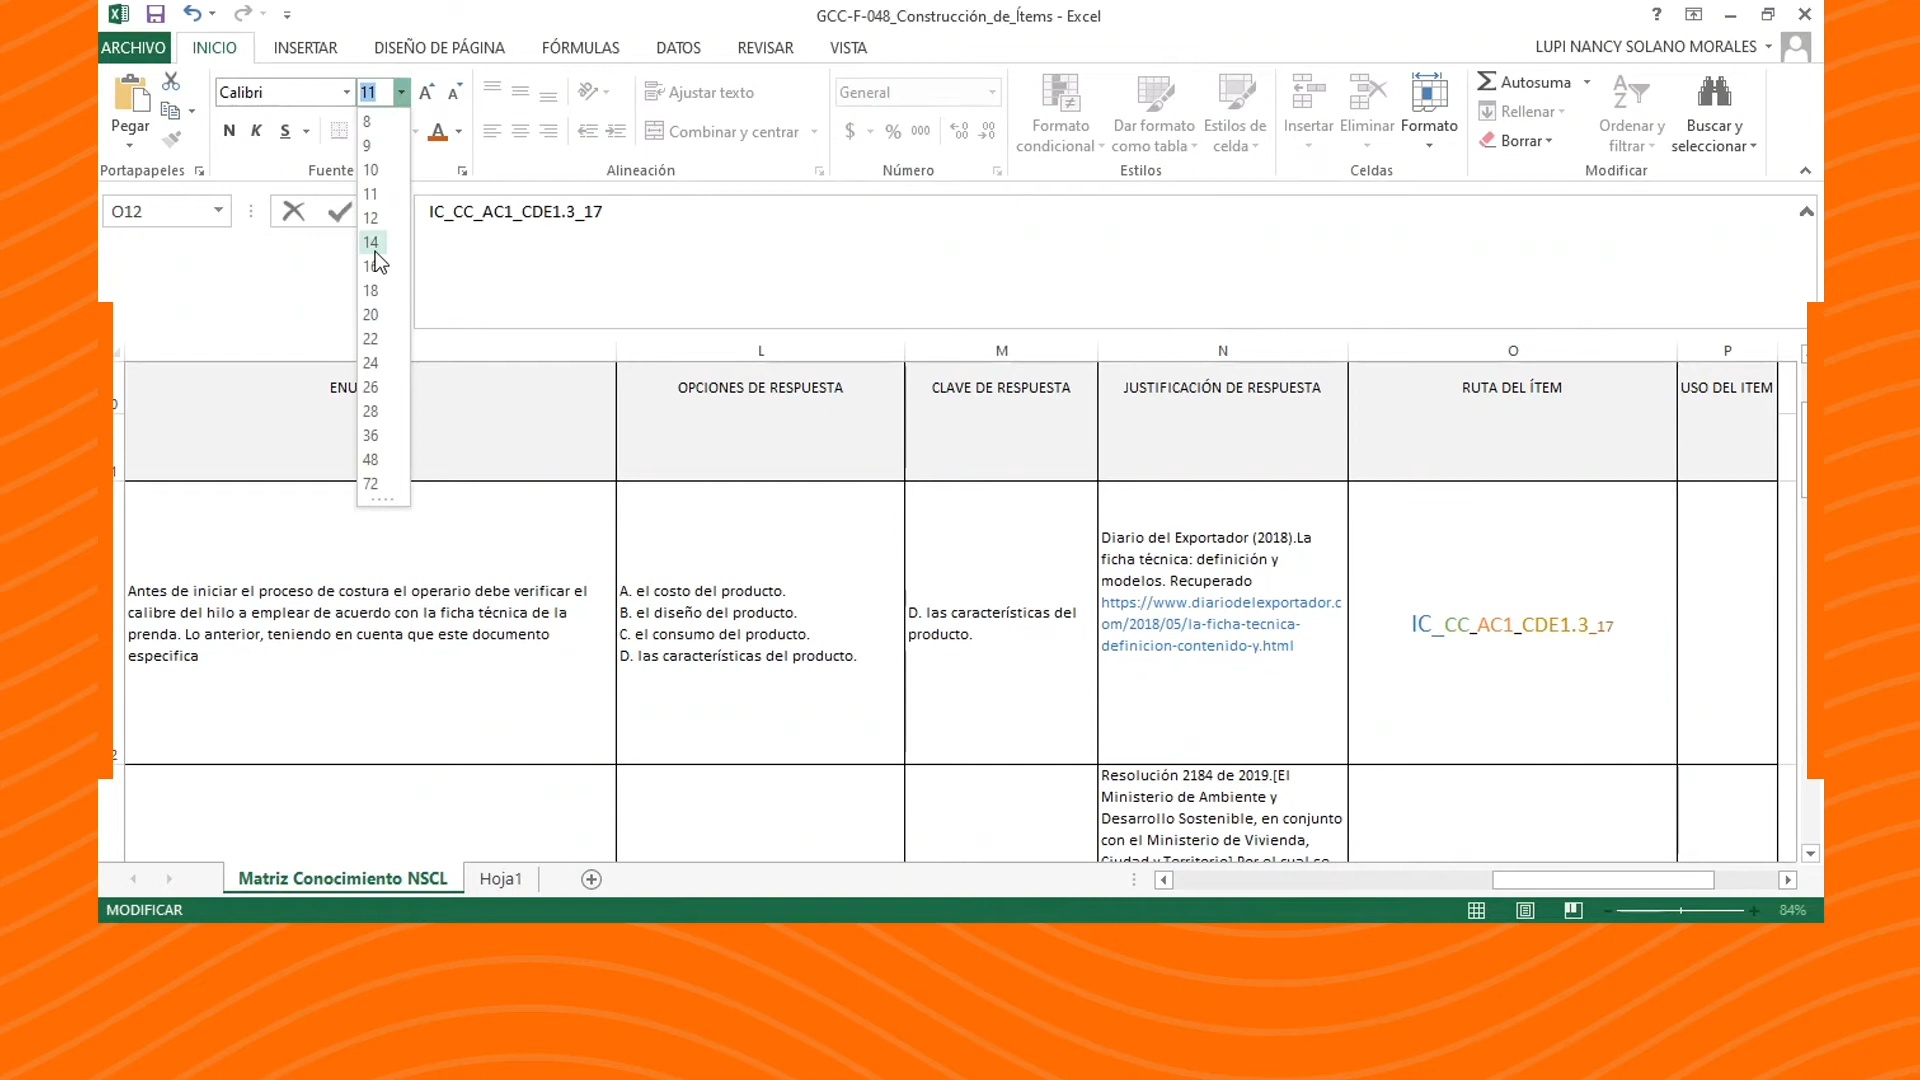 GCC-F-048_Construcción_de_Ítems - Excel
?
ARCHIVO INICIO INSERTAR DISEÑO DE PÁGINA FÓRMULAS DATOS REVISAR VISTA
LUPI NANCY SOLANO MORALES
Pegar
Portapapeles
Calibri 11
A A
N K S A
Fuente
Ajustar texto
Combinar y centrar
Alineación
General
$ % 000
Número
Formato condicional
Dar formato como tabla
Estilos de celda
Estilos
Insertar Eliminar Formato
Celdas
Autosuma
Rellenar
Borrar
Ordenar y filtrar
Buscar y seleccionar
Modificar
8
9
10
11
12
14
16
18
20
22
24
26
28
36
48
72
O12
IC_CC_AC1_CDE1.3_17
L M N O P
ENU
OPCIONES DE RESPUESTA
CLAVE DE RESPUESTA
JUSTIFICACIÓN DE RESPUESTA
RUTA DEL ÍTEM
USO DEL ITEM
Antes de iniciar el proceso de costura el operario debe verificar el
calibre del hilo a emplear de acuerdo con la ficha técnica de la
prenda. Lo anterior, teniendo en cuenta que este documento
especifica
A. el costo del producto.
B. el diseño del producto.
C. el consumo del producto.
D. las características del producto.
D. las características del
producto.
Diario del Exportador (2018).La
ficha técnica: definición y
modelos. Recuperado
https://www.diariodelexportador.c
om/2018/05/la-ficha-tecnica-
definicion-contenido-y.html
IC_CC_AC1_CDE1.3_17
Resolución 2184 de 2019.[El
Ministerio de Ambiente y
Desarrollo Sostenible, en conjunto
con el Ministerio de Vivienda,
Ciudad y Territorio] Por el cual se
Matriz Conocimiento NSCL Hoja1
MODIFICAR
84%